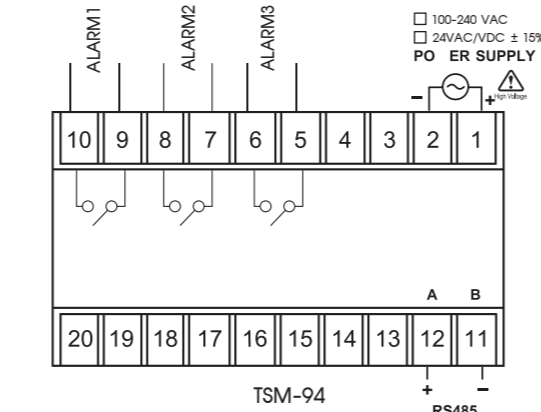 ALARM1
ALARM2
ALARM3
□ 100-240 VAC
□ 24VAC/VDC ± 15%
PO ER SUPPLY
− +
High Voltage
10 9 8 7 6 5 4 3 2 1
A B
20 19 18 17 16 15 14 13 12 11
+ −
TSM-94
RS485